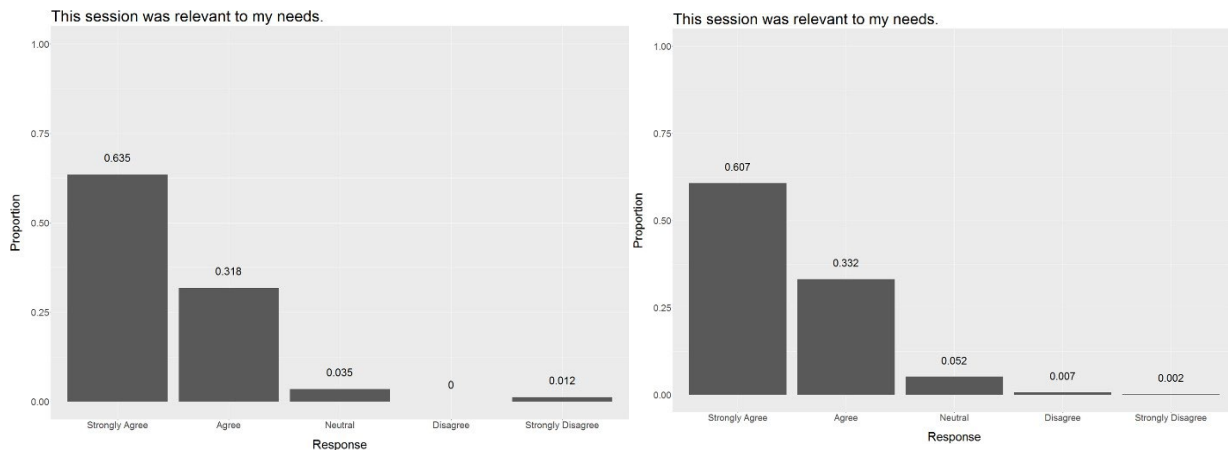 This session was relevant to my needs.
1.00
0.75
0.50
0.25
0.00
Proportion
0.635
0.318
0.035
0
0.012
Strongly Agree
Agree
Neutral
Disagree
Strongly Disagree
Response
This session was relevant to my needs.
1.00
0.75
0.50
0.25
0.00
Proportion
0.607
0.332
0.052
0.007
0.002
Strongly Agree
Agree
Neutral
Disagree
Strongly Disagree
Response